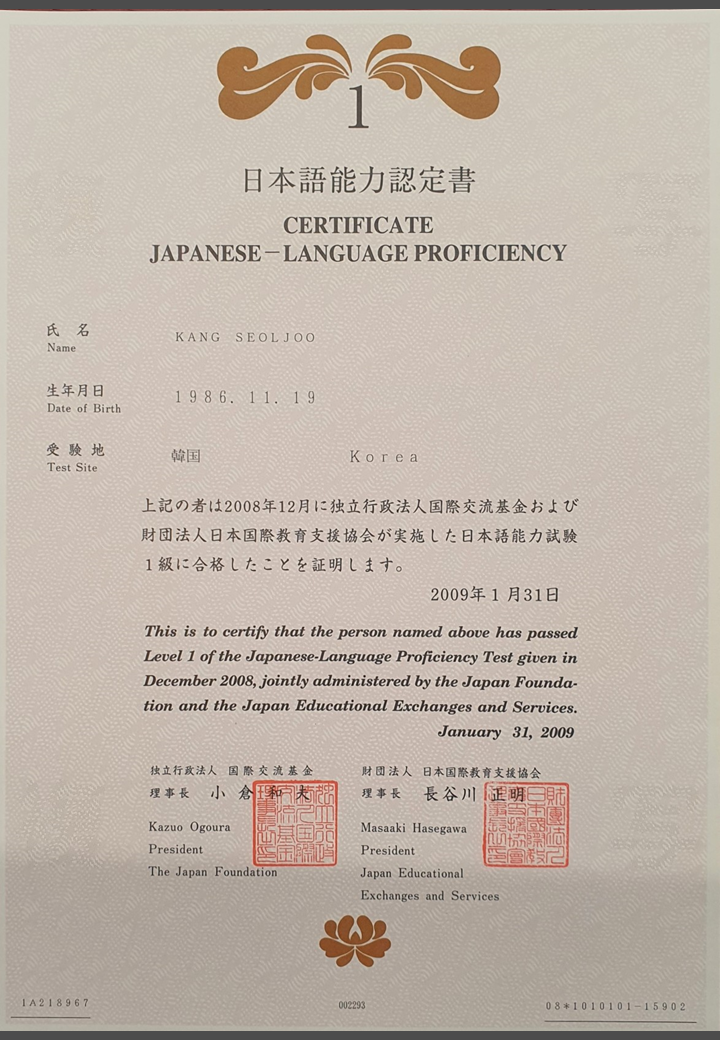 1
日本語能力認定書
CERTIFICATE
JAPANESE－LANGUAGE PROFICIENCY
氏 名 KANG SEOLJOO
Name
生年月日 1986. 11. 19
Date of Birth
受 験 地 韓国 Korea
Test Site
上記の者は2008年12月に独立行政法人国際交流基金および
財団法人日本国際教育支援協会が実施した日本語能力試験
１級に合格したことを証明します。
2009年１月31日
This is to certify that the person named above has passed
Level 1 of the Japanese-Language Proficiency Test given in
December 2008, jointly administered by the Japan Founda-
tion and the Japan Educational Exchanges and Services.
January 31, 2009
独立行政法人 国際交流基金
理事長 小倉和夫
Kazuo Ogoura
President
The Japan Foundation
財団法人 日本国際教育支援協会
理事長 長谷川 正明
Masaaki Hasegawa
President
Japan Educational
Exchanges and Services
1A218967 002293 08*1010101-15902